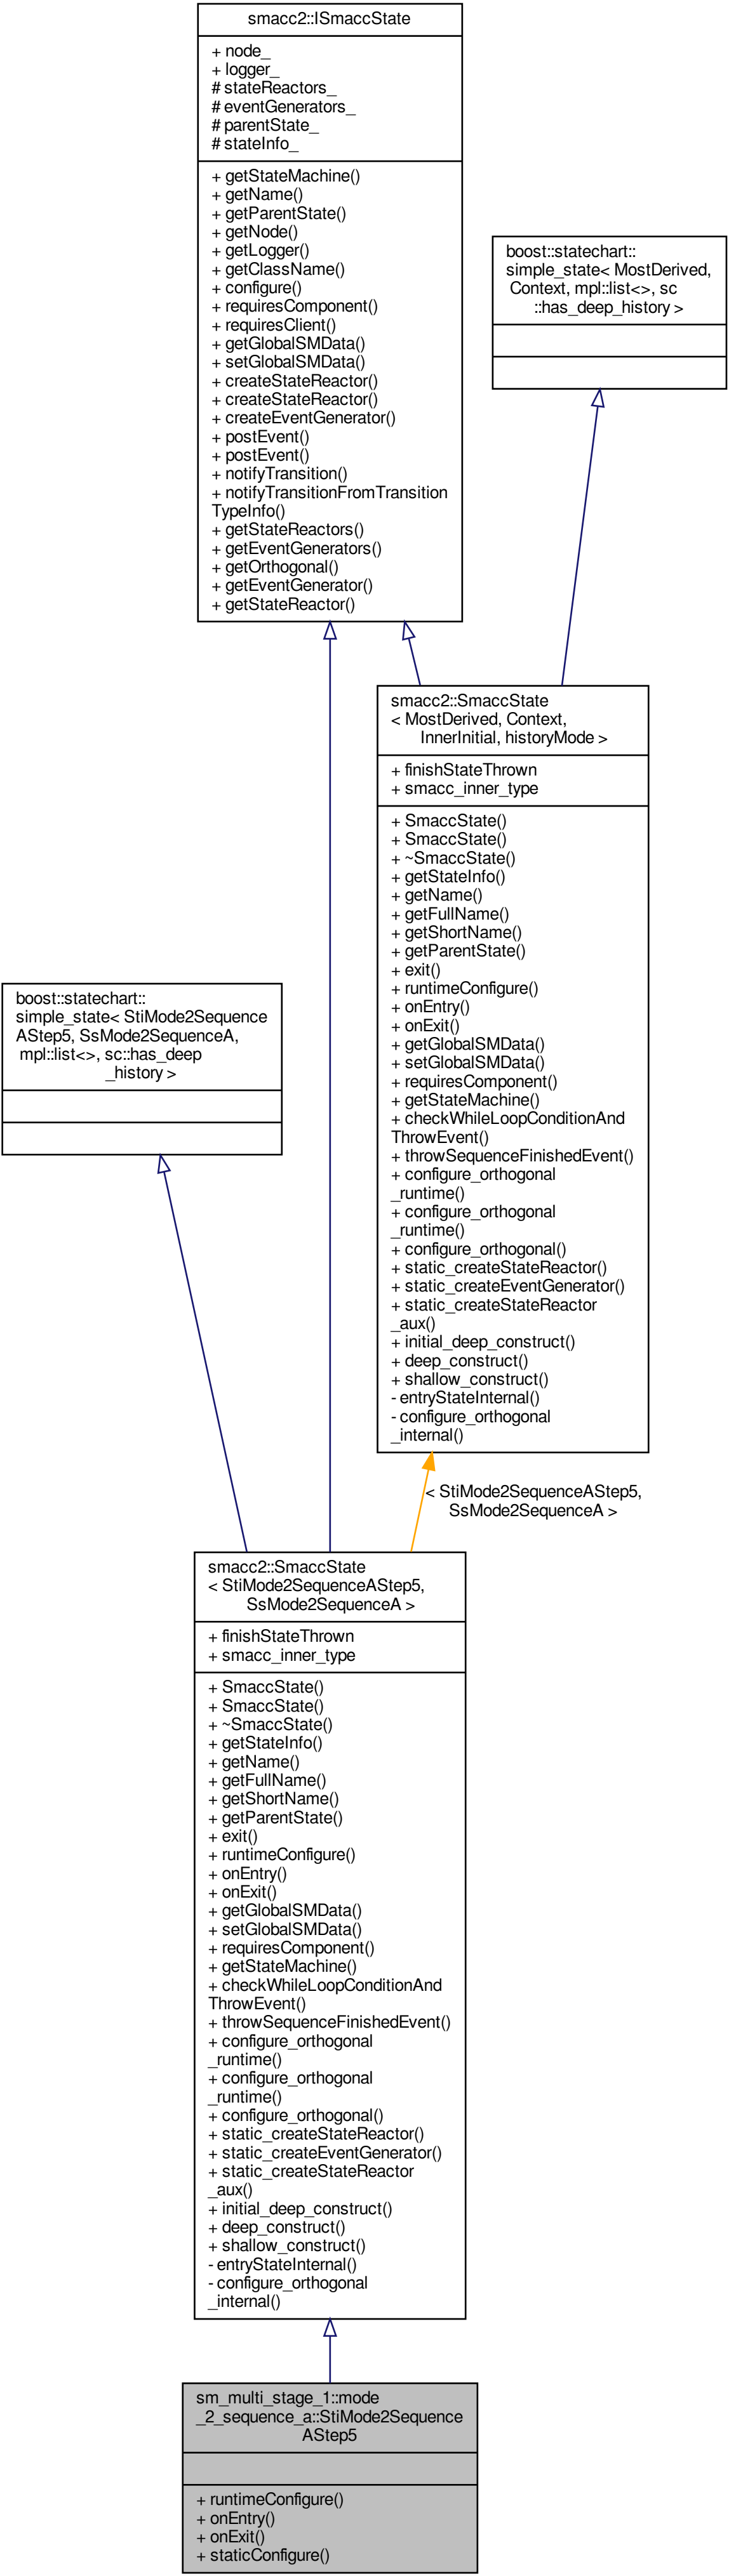 smacc2::ISmaccState
+ node_
+ logger_
# stateReactors_
# eventGenerators_
# parentState_
# stateInfo_
+ getStateMachine()
+ getName()
+ getParentState()
+ getNode()
+ getLogger()
+ getClassName()
+ configure()
+ requiresComponent()
+ requiresClient()
+ getGlobalSMData()
+ setGlobalSMData()
+ createStateReactor()
+ createStateReactor()
+ createEventGenerator()
+ postEvent()
+ postEvent()
+ notifyTransition()
+ notifyTransitionFromTransition
TypeInfo()
+ getStateReactors()
+ getEventGenerators()
+ getOrthogonal()
+ getEventGenerator()
+ getStateReactor()
boost::statechart::
simple_state< MostDerived,
Context, mpl::list<>, sc
::has_deep_history >
smacc2::SmaccState
< MostDerived, Context,
InnerInitial, historyMode >
+ finishStateThrown
+ smacc_inner_type
+ SmaccState()
+ SmaccState()
+ ~SmaccState()
+ getStateInfo()
+ getName()
+ getFullName()
+ getShortName()
+ getParentState()
+ exit()
+ runtimeConfigure()
+ onEntry()
+ onExit()
+ getGlobalSMData()
+ setGlobalSMData()
+ requiresComponent()
+ getStateMachine()
+ checkWhileLoopConditionAnd
ThrowEvent()
+ throwSequenceFinishedEvent()
+ configure_orthogonal
_runtime()
+ configure_orthogonal
_runtime()
+ configure_orthogonal()
+ static_createStateReactor()
+ static_createEventGenerator()
+ static_createStateReactor
_aux()
+ initial_deep_construct()
+ deep_construct()
+ shallow_construct()
- entryStateInternal()
- configure_orthogonal
_internal()
boost::statechart::
simple_state< StiMode2Sequence
AStep5, SsMode2SequenceA,
mpl::list<>, sc::has_deep
_history >
< StiMode2SequenceAStep5,
SsMode2SequenceA >
smacc2::SmaccState
< StiMode2SequenceAStep5,
SsMode2SequenceA >
+ finishStateThrown
+ smacc_inner_type
+ SmaccState()
+ SmaccState()
+ ~SmaccState()
+ getStateInfo()
+ getName()
+ getFullName()
+ getShortName()
+ getParentState()
+ exit()
+ runtimeConfigure()
+ onEntry()
+ onExit()
+ getGlobalSMData()
+ setGlobalSMData()
+ requiresComponent()
+ getStateMachine()
+ checkWhileLoopConditionAnd
ThrowEvent()
+ throwSequenceFinishedEvent()
+ configure_orthogonal
_runtime()
+ configure_orthogonal
_runtime()
+ configure_orthogonal()
+ static_createStateReactor()
+ static_createEventGenerator()
+ static_createStateReactor
_aux()
+ initial_deep_construct()
+ deep_construct()
+ shallow_construct()
- entryStateInternal()
- configure_orthogonal
_internal()
sm_multi_stage_1::mode
_2_sequence_a::StiMode2Sequence
AStep5
+ runtimeConfigure()
+ onEntry()
+ onExit()
+ staticConfigure()